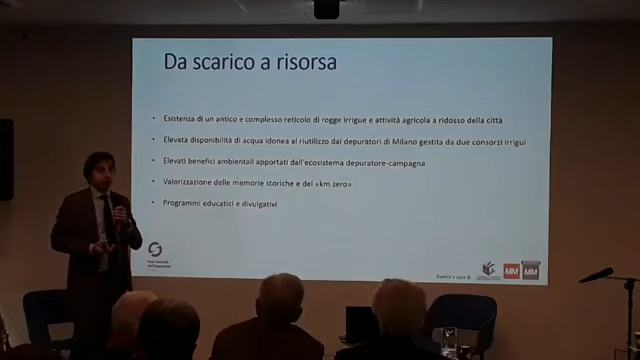 Da scarico a risorsa
• Esistenza di un antico e complesso reticolo di rogge irrigue e attività agricola a ridosso della città
• Elevata disponibilità di acqua idonea al riutilizzo dai depuratori di Milano gestita da due consorzi irrigui
• Elevati benefici ambientali apportati dall'ecosistema depuratore-campagna
• Valorizzazione delle memorie storiche e del «km zero»
• Programmi educatici e divulgativi
Evento a cura di
MM MM